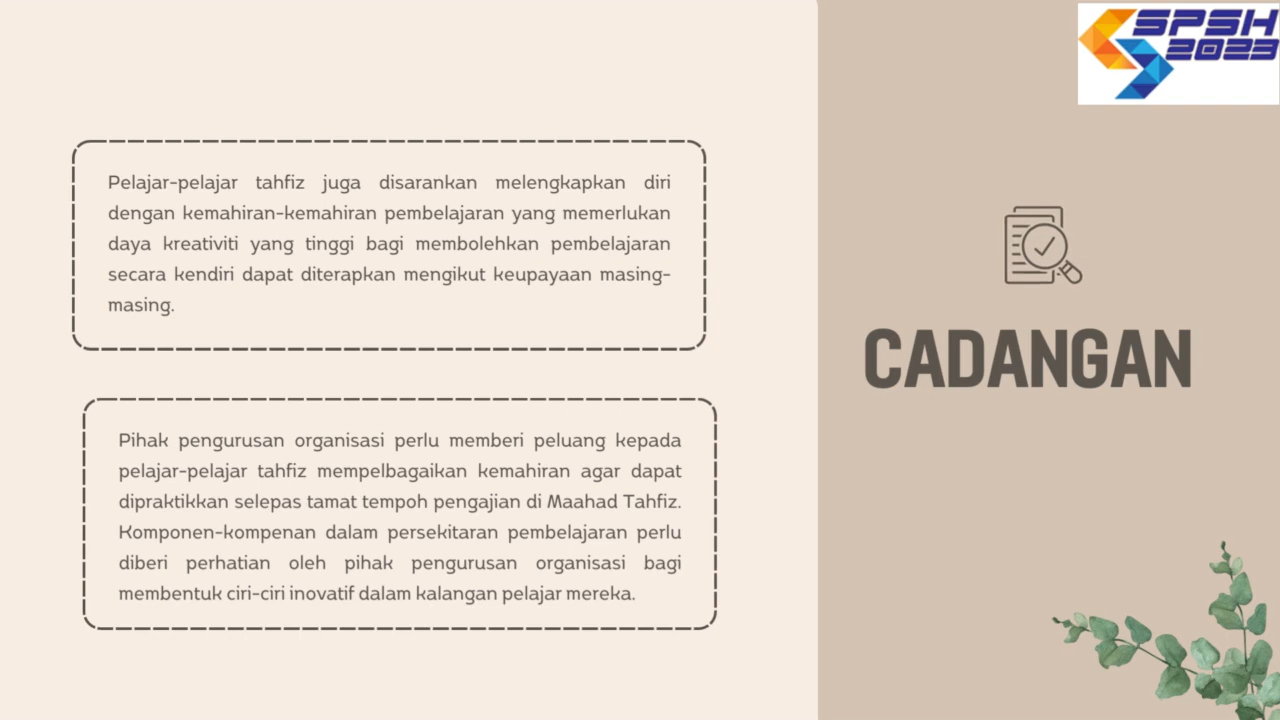 SPSH
2023
Pelajar-pelajar tahfiz juga disarankan melengkapkan diri
dengan kemahiran-kemahiran pembelajaran yang memerlukan
daya kreativiti yang tinggi bagi membolehkan pembelajaran
secara kendiri dapat diterapkan mengikut keupayaan masing-
masing.
Pihak pengurusan organisasi perlu memberi peluang kepada
pelajar-pelajar tahfiz mempelbagaikan kemahiran agar dapat
dipraktikkan selepas tamat tempoh pengajian di Maahad Tahfiz.
Komponen-kompenan dalam persekitaran pembelajaran perlu
diberi perhatian oleh pihak pengurusan organisasi bagi
membentuk ciri-ciri inovatif dalam kalangan pelajar mereka.
CADANGAN